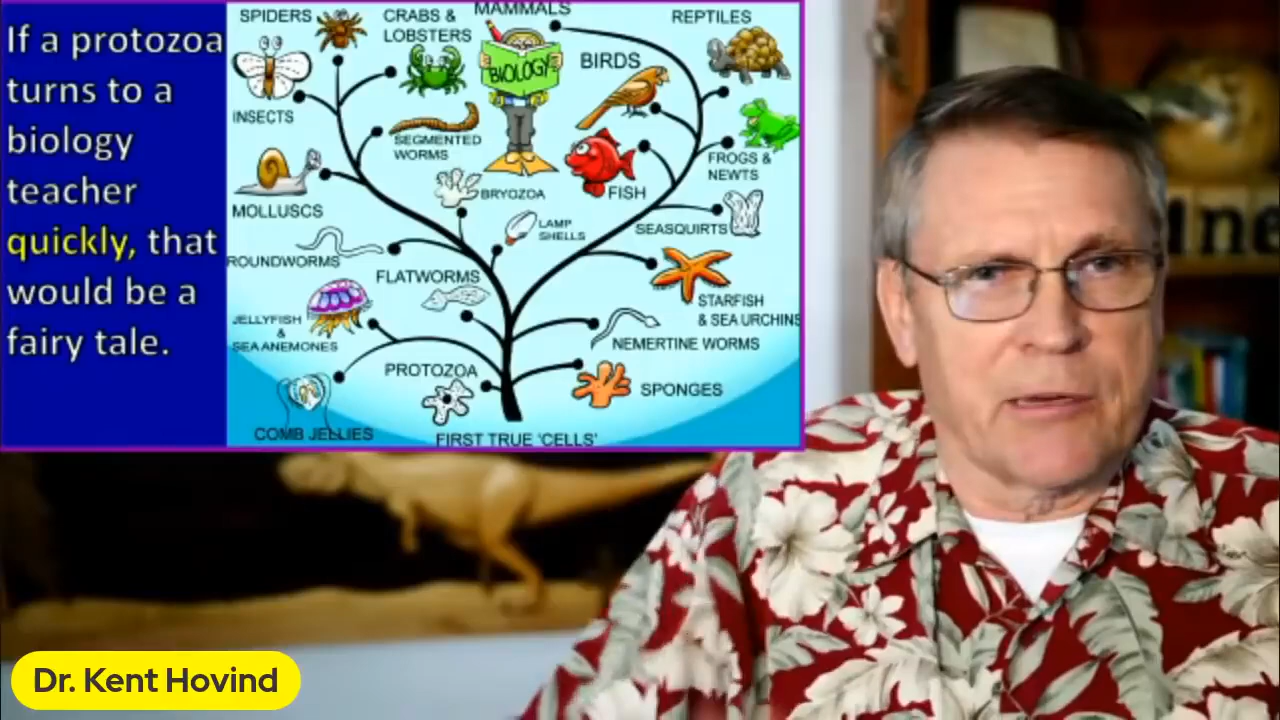 If a protozoa
turns to a
biology
teacher
quickly, that
would be a
fairy tale.
SPIDERS
CRABS &
LOBSTERS
MAMMALS
REPTILES
BIOLOGY
BIRDS
INSECTS
SEGMENTED
WORMS
FROGS &
NEWTS
MOLLUSCS
BRYOZOA
FISH
LAMP
SHELLS
SEASQUIRTS
ROUNDWORMS
FLATWORMS
STARFISH
& SEA URCHINS
JELLYFISH
&
SEA ANEMONES
NEMERTINE WORMS
PROTOZOA
SPONGES
COMB JELLIES
FIRST TRUE 'CELLS'
Dr. Kent Hovind